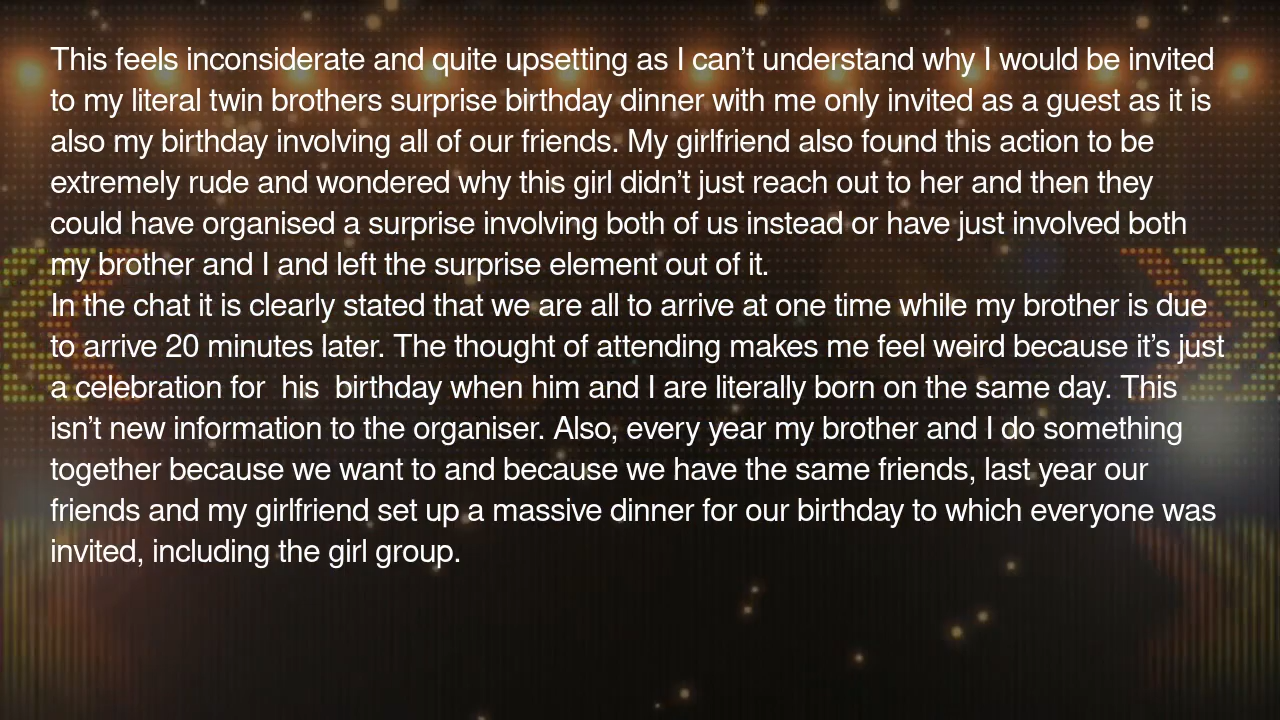 This feels inconsiderate and quite upsetting as I can’t understand why I would be invited
to my literal twin brothers surprise birthday dinner with me only invited as a guest as it is
also my birthday involving all of our friends. My girlfriend also found this action to be
extremely rude and wondered why this girl didn’t just reach out to her and then they
could have organised a surprise involving both of us instead or have just involved both
my brother and I and left the surprise element out of it.
In the chat it is clearly stated that we are all to arrive at one time while my brother is due
to arrive 20 minutes later. The thought of attending makes me feel weird because it’s just
a celebration for  his  birthday when him and I are literally born on the same day. This
isn’t new information to the organiser. Also, every year my brother and I do something
together because we want to and because we have the same friends, last year our
friends and my girlfriend set up a massive dinner for our birthday to which everyone was
invited, including the girl group.